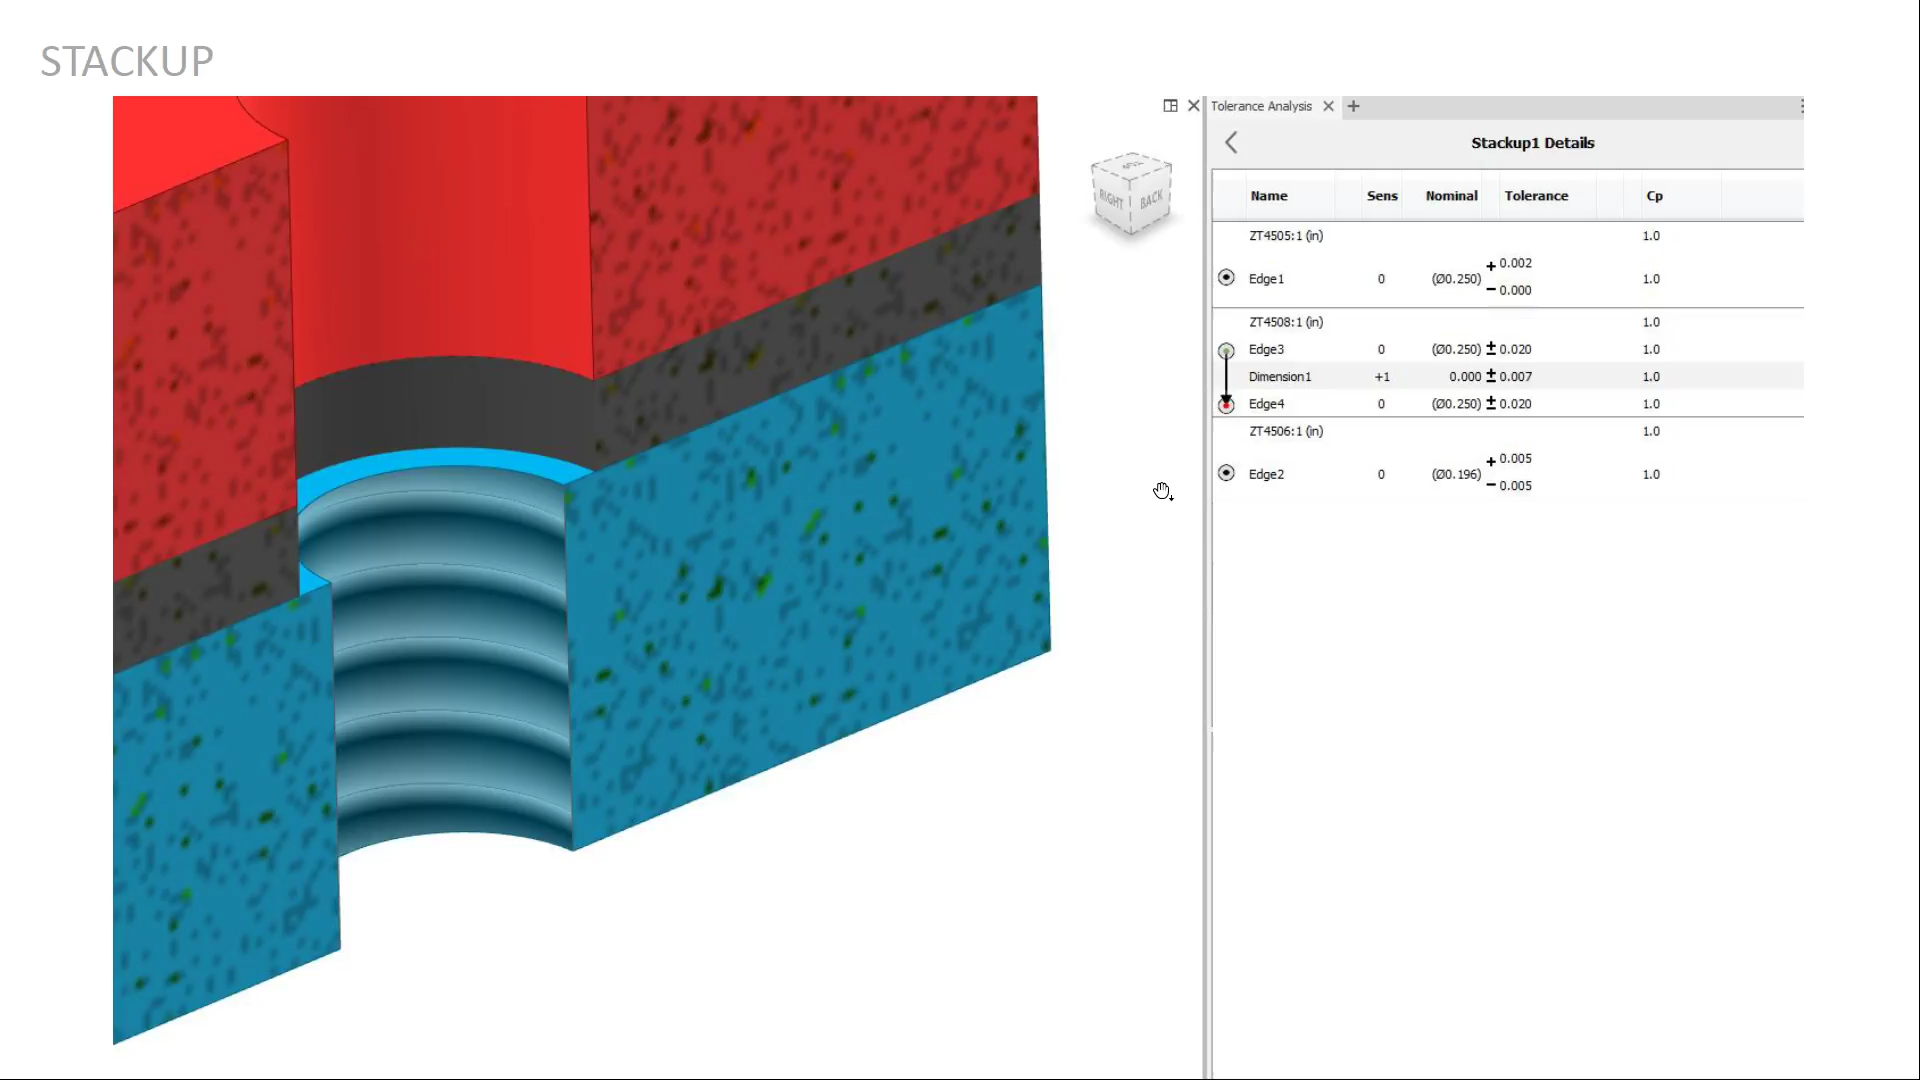 STACKUP
Tolerance Analysis
Stackup1 Details
Name Sens Nominal Tolerance Cp
ZT4505:1 (in) 1.0
Edge1 0 (Ø0.250) + 0.002 - 0.000 1.0
ZT4508:1 (in) 1.0
Edge3 0 (Ø0.250) ± 0.020 1.0
Dimension1 +1 0.000 ± 0.007 1.0
Edge4 0 (Ø0.250) ± 0.020 1.0
ZT4506:1 (in) 1.0
Edge2 0 (Ø0.196) + 0.005 - 0.005 1.0
RIGHT BACK